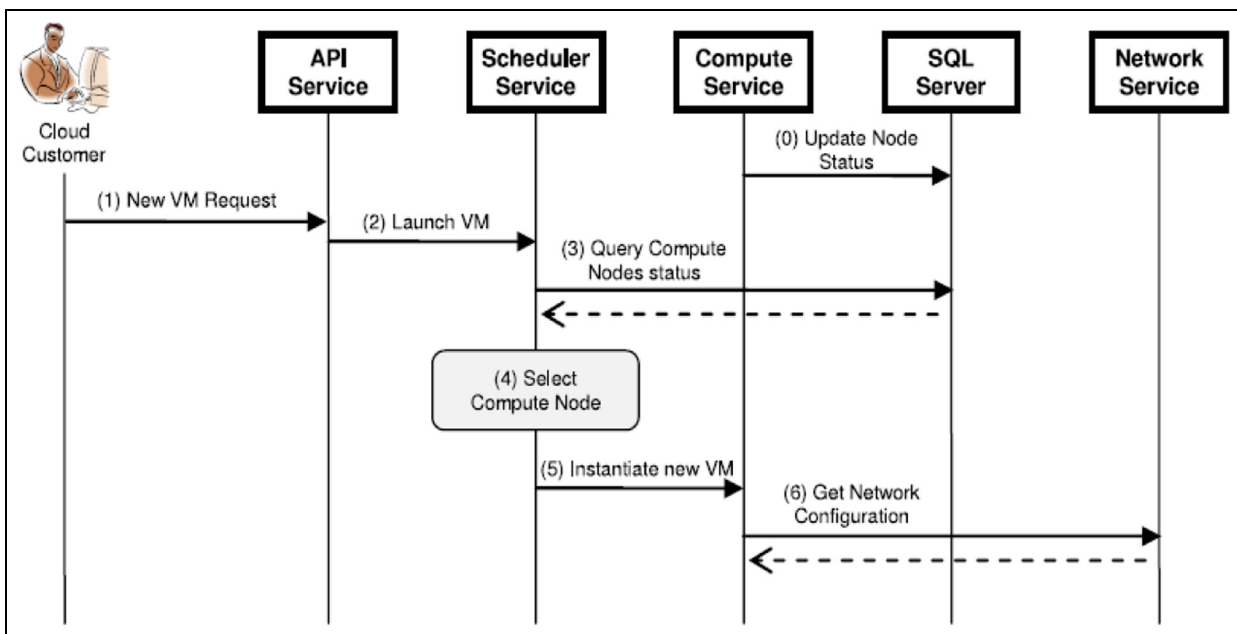 Cloud
Customer
API
Service
Scheduler
Service
Compute
Service
SQL
Server
Network
Service
(0) Update Node
Status
(1) New VM Request
(2) Launch VM
(3) Query Compute
Nodes status
(4) Select
Compute Node
(5) Instantiate new VM
(6) Get Network
Configuration